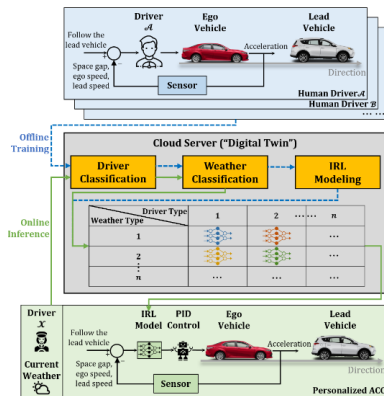 Driver
𝒜
Ego
Vehicle
Lead
Vehicle
Follow the
lead vehicle
Acceleration
Space gap,
ego speed,
lead speed
Sensor
Direction
Human Driver 𝒜
Human Driver ℬ
... ...
Offline
Training
Cloud Server ("Digital Twin")
Driver
Classification
Weather
Classification
IRL
Modeling
Online
Inference
Driver Type
Weather Type
1
2
... ...
n
1
2
⋮
n
...
...
...
...
...
Driver
𝒳
Current
Weather
IRL
Model
PID
Control
Ego
Vehicle
Lead
Vehicle
Follow the
lead vehicle
Acceleration
Space gap,
ego speed,
lead speed
Sensor
Direction
Personalized ACC